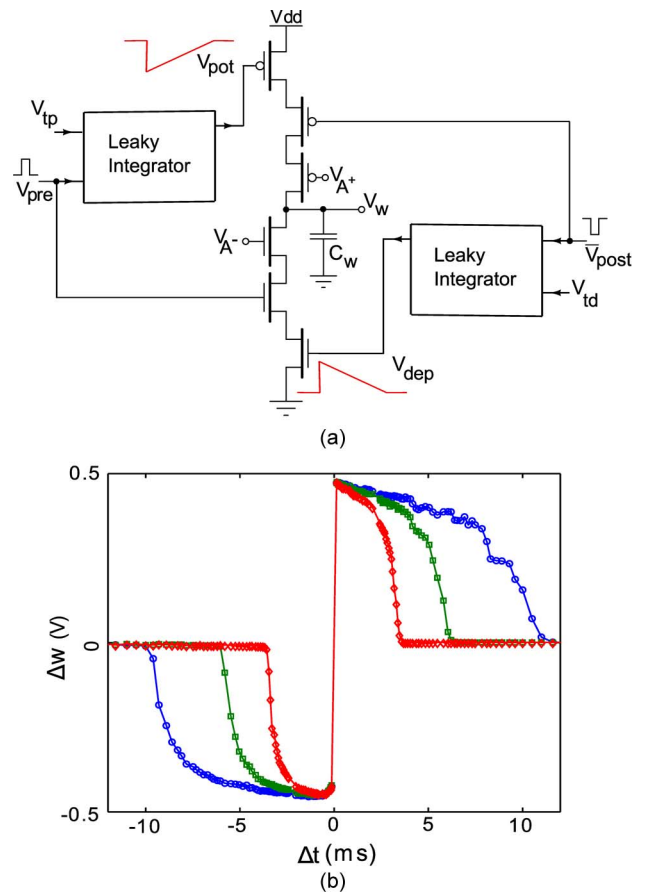 Vdd
Vpot
Vtp
Leaky
Integrator
Vpre
VA+
Vw
VA-
Cw
Leaky
Integrator
V̅post
Vtd
Vdep
(a)
0.5
0
-0.5
Δw (V)
-10 -5 0 5 10
Δt (ms)
(b)